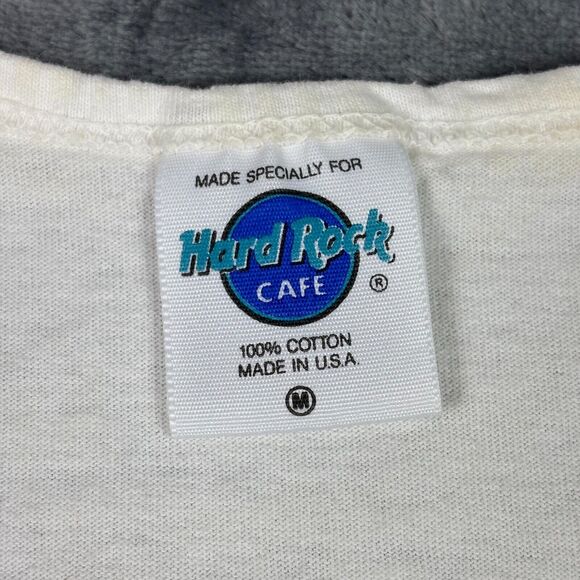 MADE SPECIALLY FOR
Hard Rock
CAFE ®
100% COTTON
MADE IN U.S.A.
M